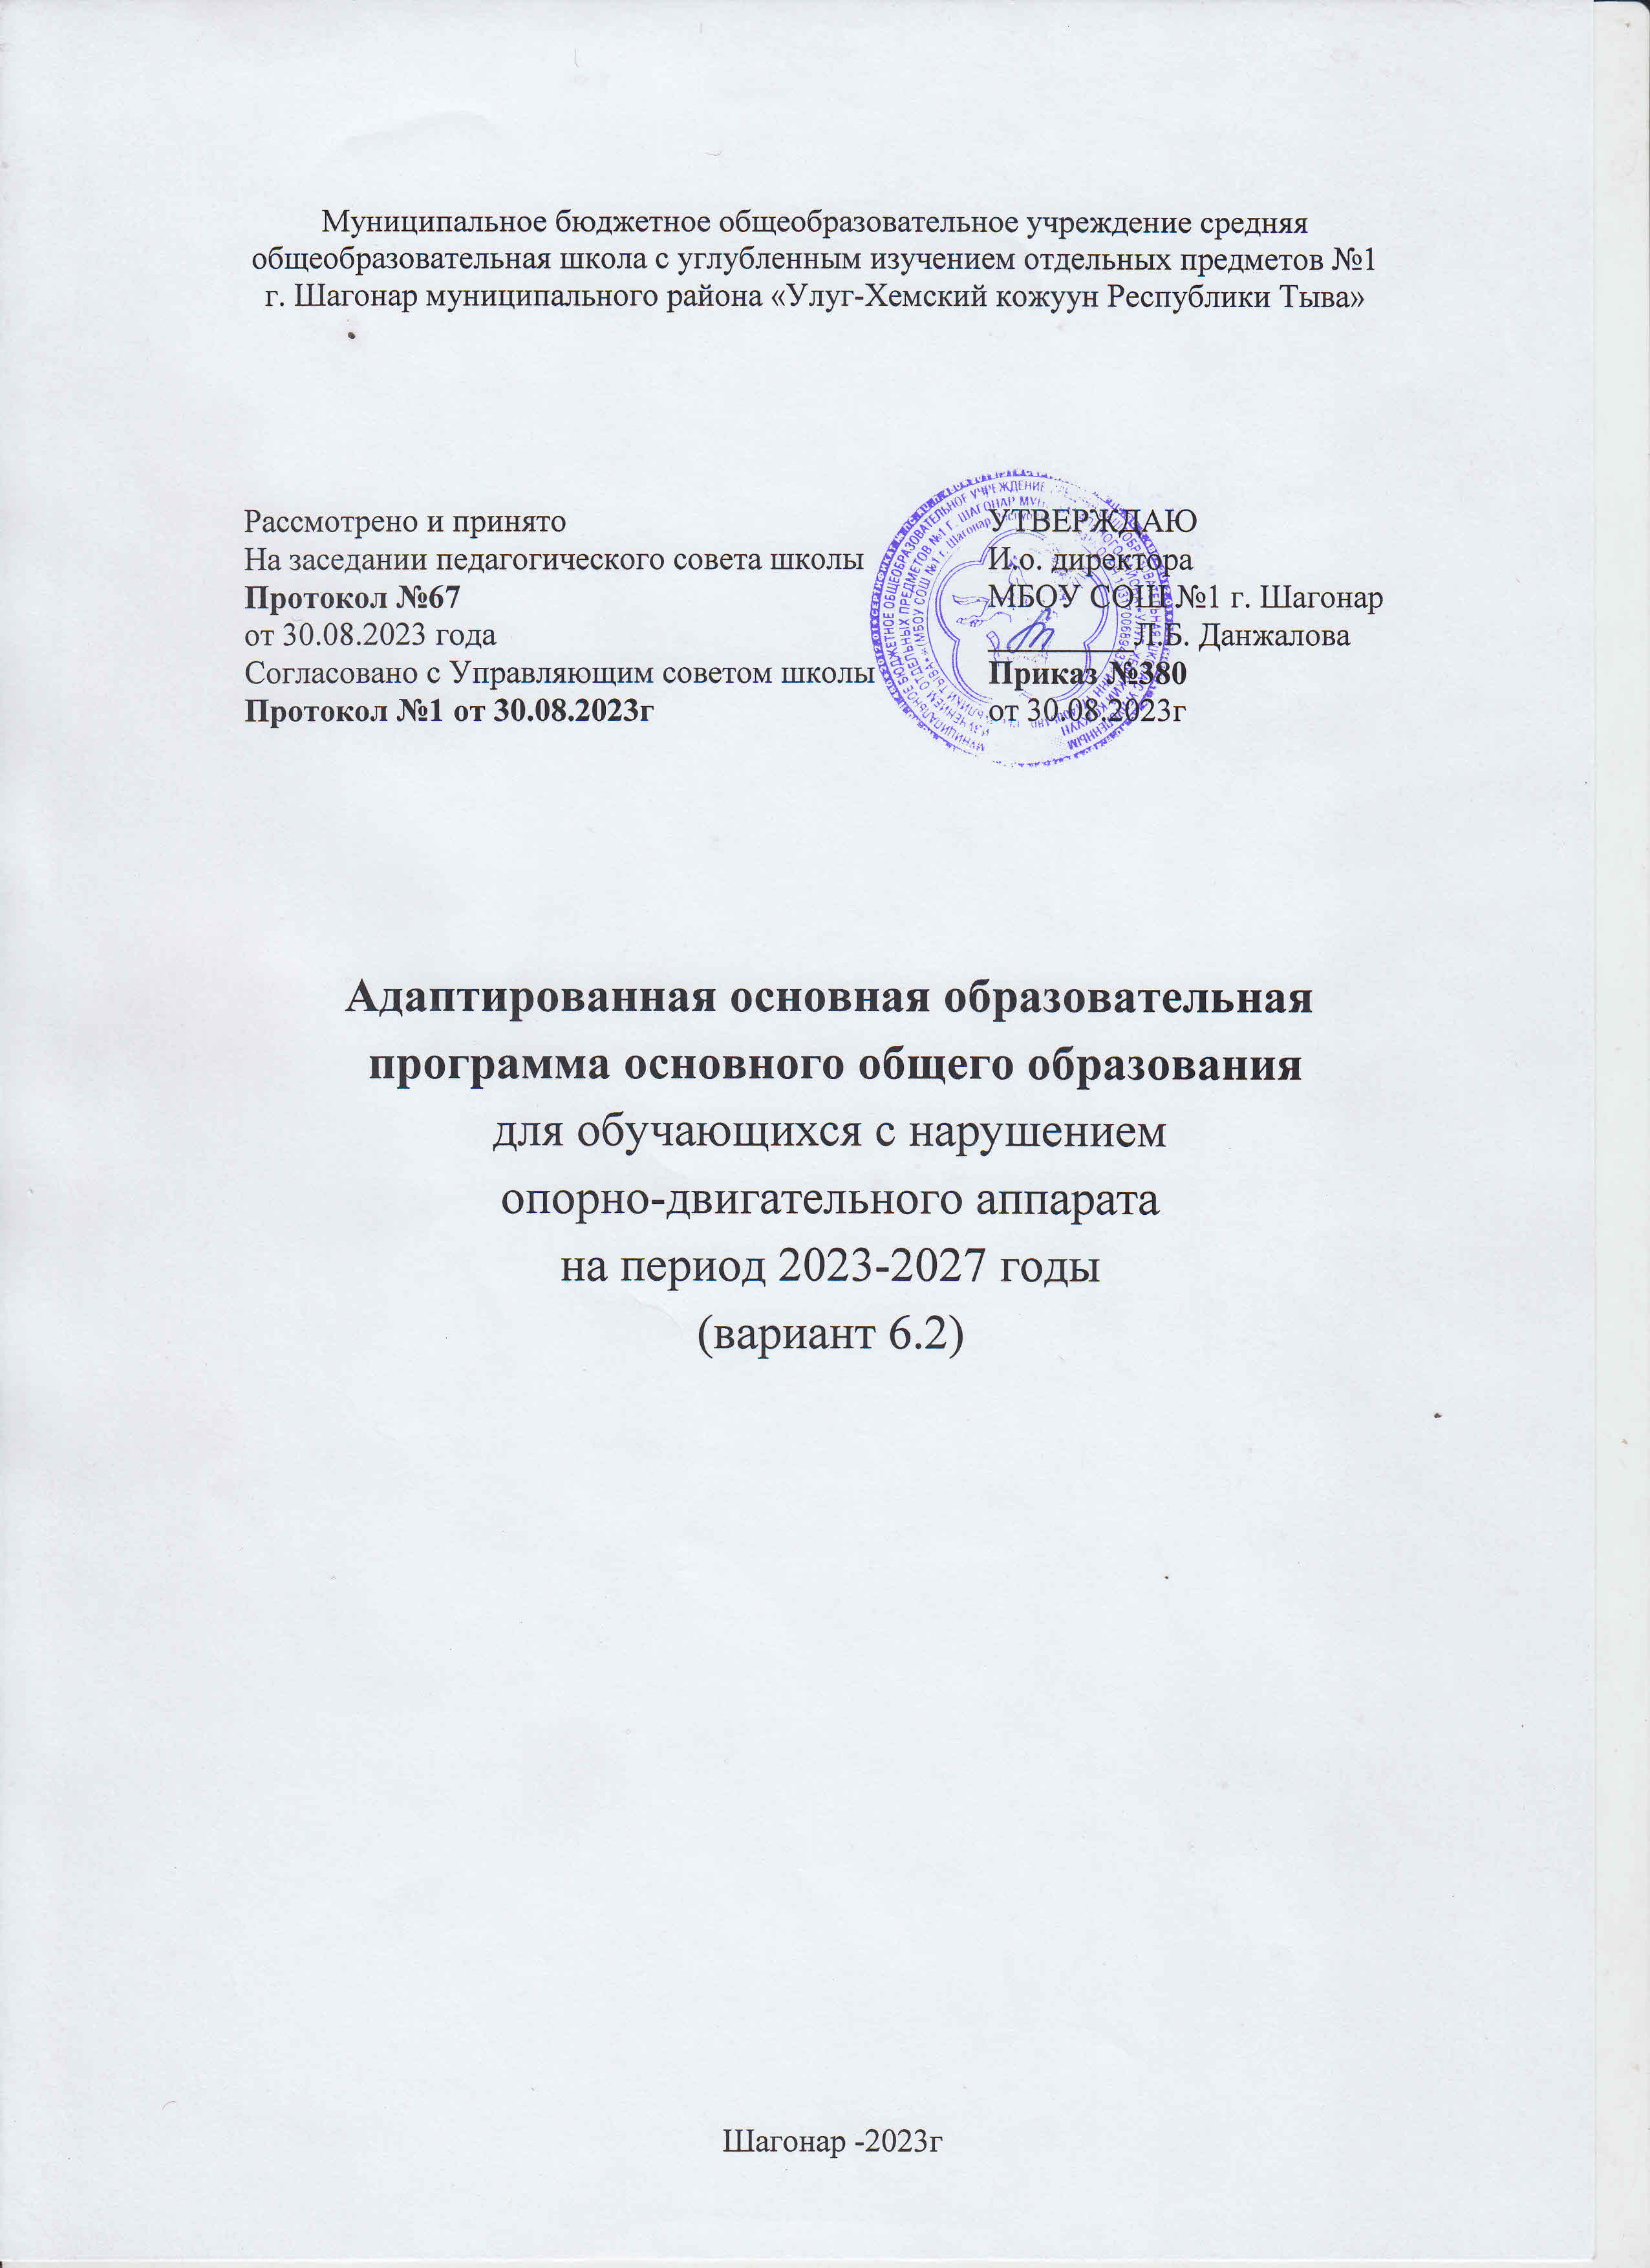 Муниципальное бюджетное общеобразовательное учреждение средняя
общеобразовательная школа с углубленным изучением отдельных предметов №1
г. Шагонар муниципального района «Улуг-Хемский кожуун Республики Тыва»
Рассмотрено и принято
На заседании педагогического совета школы
Протокол №67
от 30.08.2023 года
Согласовано с Управляющим советом школы
Протокол №1 от 30.08.2023г
УТВЕРЖДАЮ
И.о. директора
МБОУ СОШ №1 г. Шагонар
_________Л.Б. Данжалова
Приказ №380
от 30.08.2023г
Адаптированная основная образовательная
программа основного общего образования
для обучающихся с нарушением
опорно-двигательного аппарата
на период 2023-2027 годы
(вариант 6.2)
Шагонар -2023г